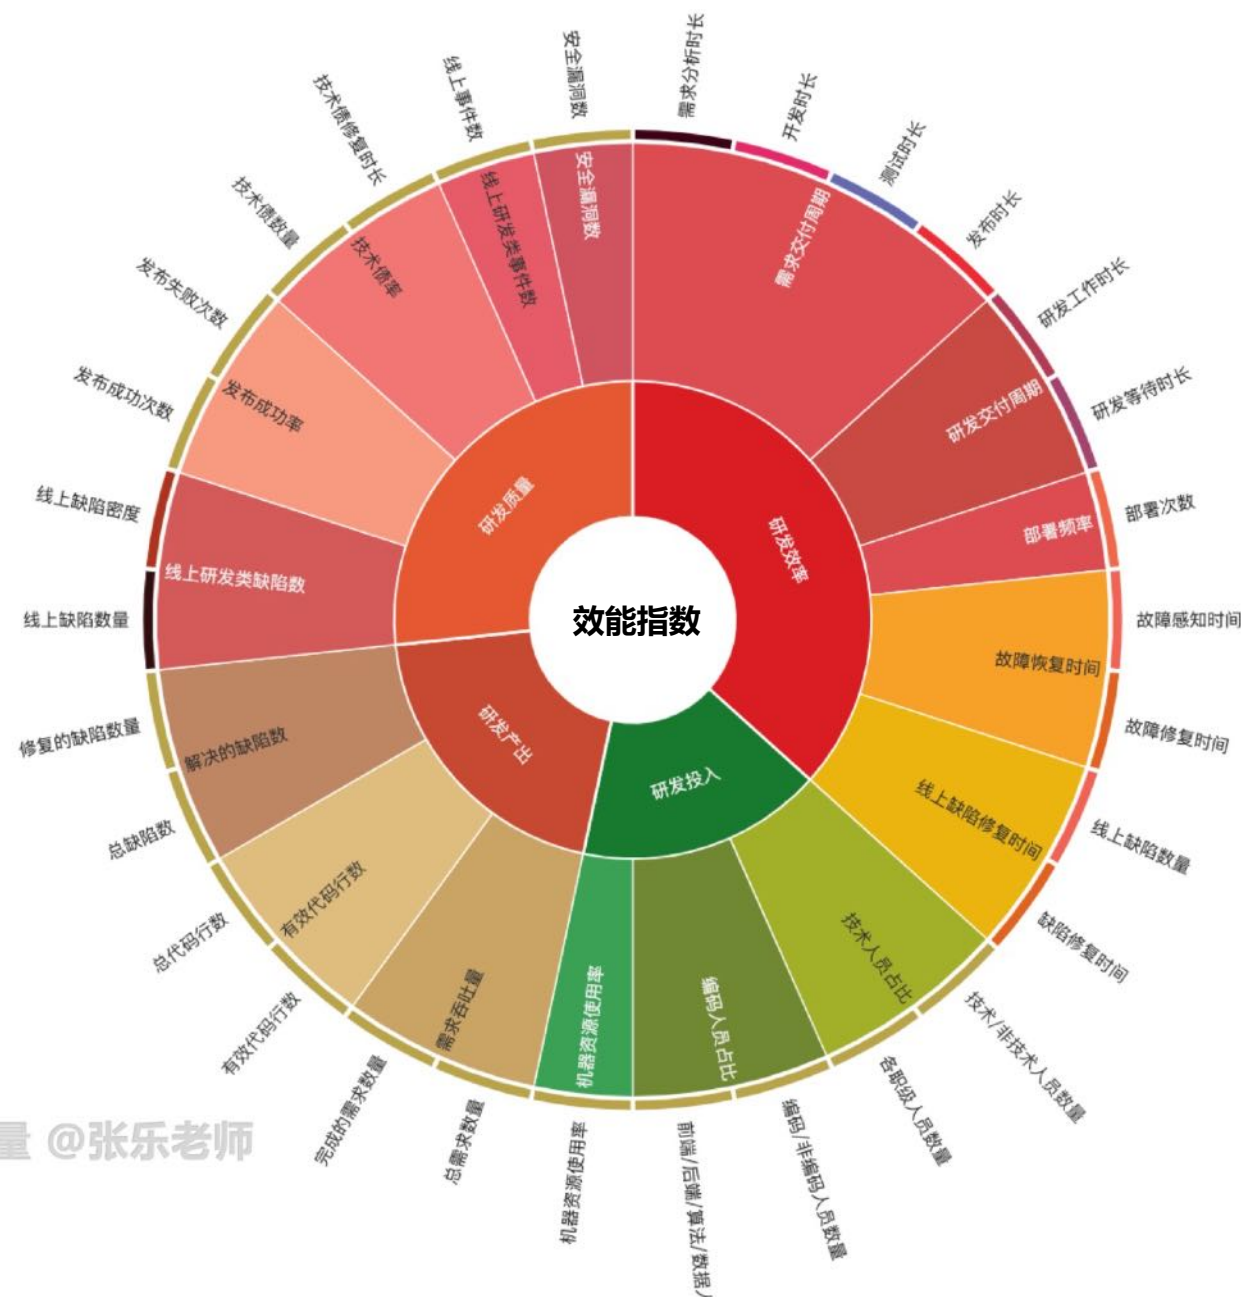 效能指数
研发效率
研发投入
研发产出
研发质量
需求交付周期
研发交付周期
部署频率
故障恢复时间
线上缺陷修复时间
技术人员占比
编码人员占比
机器资源使用率
需求吞吐量
有效代码行数
解决的缺陷数
线上研发类缺陷数
发布成功率
技术债率
线上研发类事件数
安全漏洞数
需求分析时长
开发时长
测试时长
发布时长
研发工作时长
研发等待时长
部署次数
故障感知时间
故障修复时间
线上缺陷数量
缺陷修复时间
技术/非技术人员数量
各职级人员数量
编码/非编码人员数量
前端/后端/算法/数据/
机器资源使用率
总需求数量
完成的需求数量
有效代码行数
总代码行数
总缺陷数
修复的缺陷数量
线上缺陷数量
线上缺陷密度
发布成功次数
发布失败次数
技术债数量
技术债修复时长
线上事件数
安全漏洞数
量 @张乐老师